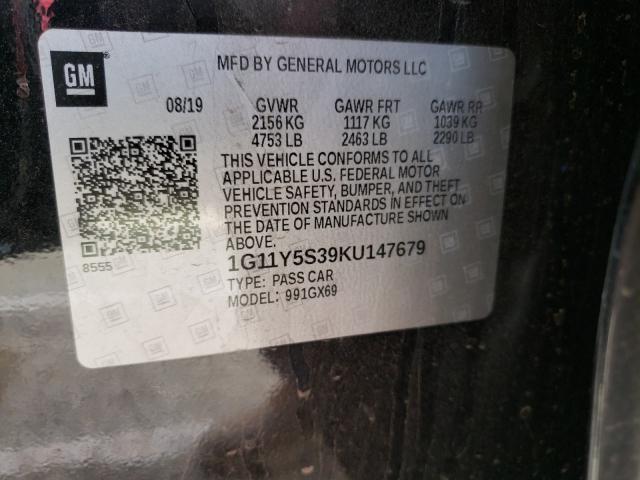 GM
MFD BY GENERAL MOTORS LLC
08/19 GVWR GAWR FRT GAWR RR
2156 KG 1117 KG 1039 KG
4753 LB 2463 LB 2290 LB
THIS VEHICLE CONFORMS TO ALL
APPLICABLE U.S. FEDERAL MOTOR
VEHICLE SAFETY, BUMPER, AND THEFT
PREVENTION STANDARDS IN EFFECT ON
THE DATE OF MANUFACTURE SHOWN
ABOVE.
8555
1G11Y5S39KU147679
TYPE: PASS CAR
MODEL: 991GX69